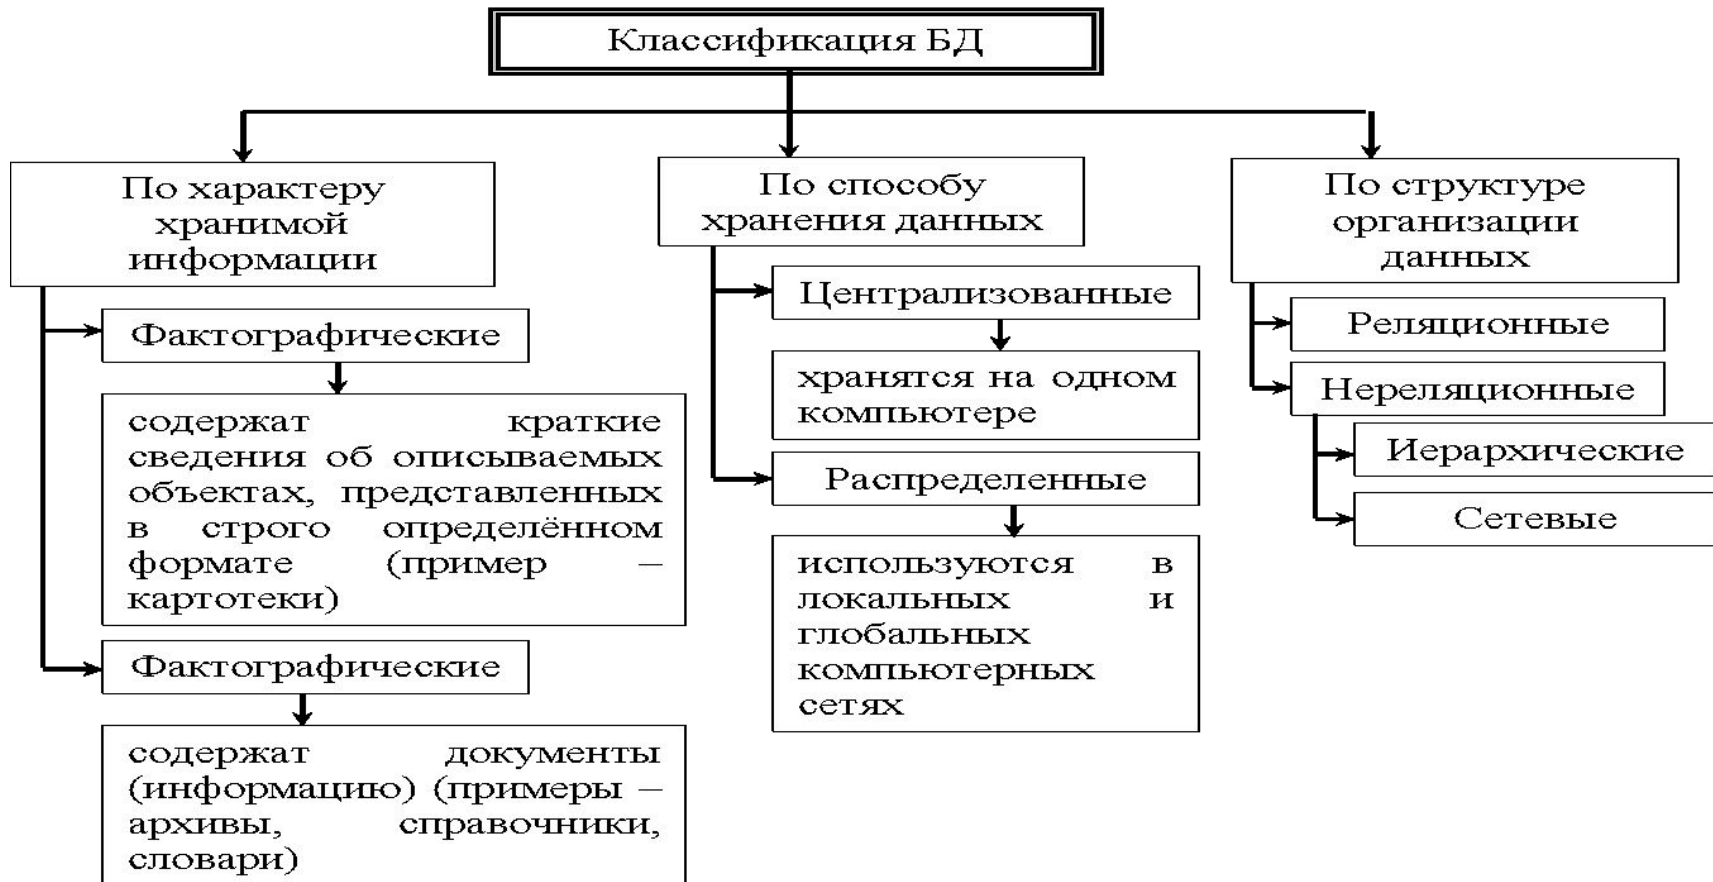 Классификация БД
По характеру
хранимой
информации
Фактографические
содержат краткие
сведения об описываемых
объектах, представленных
в строго определённом
формате (пример –
картотеки)
Фактографические
содержат документы
(информацию) (примеры –
архивы, справочники,
словари)
По способу
хранения данных
Централизованные
хранятся на одном
компьютере
Распределенные
используются в
локальных и
глобальных
компьютерных
сетях
По структуре
организации
данных
Реляционные
Нереляционные
Иерархические
Сетевые